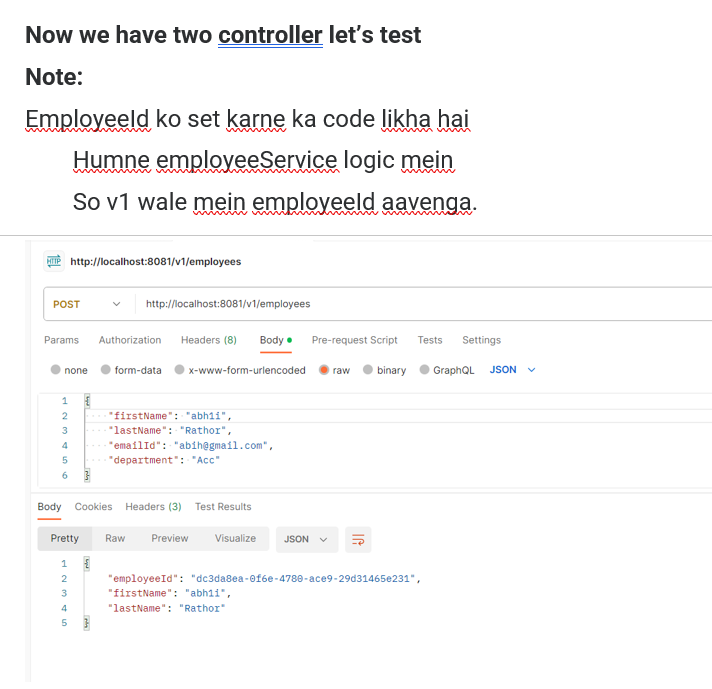 Now we have two controller let’s test
Note:
EmployeeId ko set karne ka code likha hai
Humne employeeService logic mein
So v1 wale mein employeeId aavenga.
HTTP http://localhost:8081/v1/employees
POST http://localhost:8081/v1/employees
Params Authorization Headers (8) Body Pre-request Script Tests Settings
none form-data x-www-form-urlencoded raw binary GraphQL JSON
1 {
2 "firstName": "abh1i",
3 "lastName": "Rathor",
4 "emailId": "abih@gmail.com",
5 "department": "Acc"
6 }
Body Cookies Headers (3) Test Results
Pretty Raw Preview Visualize JSON
1 {
2 "employeeId": "dc3da8ea-0f6e-4780-ace9-29d31465e231",
3 "firstName": "abh1i",
4 "lastName": "Rathor"
5 }